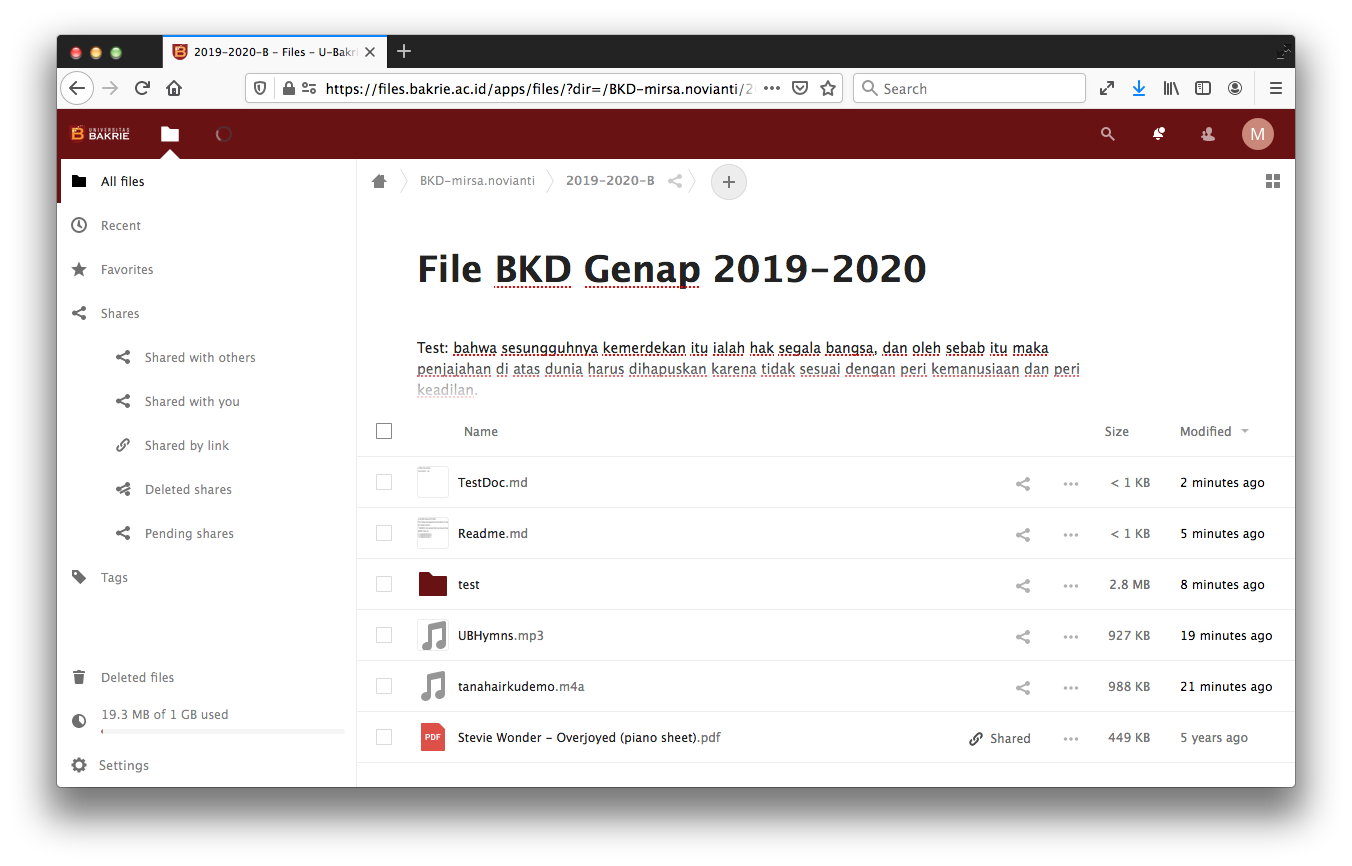 2019-2020-B – Files – U-Bakri
https://files.bakrie.ac.id/apps/files/?dir=/BKD-mirsa.novianti/2
Search
UNIVERSITAS
BAKRIE
M
All files
Recent
Favorites
Shares
Shared with others
Shared with you
Shared by link
Deleted shares
Pending shares
Tags
Deleted files
19.3 MB of 1 GB used
Settings
BKD-mirsa.novianti
2019-2020-B
File BKD Genap 2019-2020
Test: bahwa sesungguhnya kemerdekan itu ialah hak segala bangsa, dan oleh sebab itu maka
penjajahan di atas dunia harus dihapuskan karena tidak sesuai dengan peri kemanusiaan dan peri
keadilan.
Name Size Modified
TestDoc.md < 1 KB 2 minutes ago
Readme.md < 1 KB 5 minutes ago
test 2.8 MB 8 minutes ago
UBHymns.mp3 927 KB 19 minutes ago
tanahairkudemo.m4a 988 KB 21 minutes ago
PDF Stevie Wonder – Overjoyed (piano sheet).pdf Shared 449 KB 5 years ago